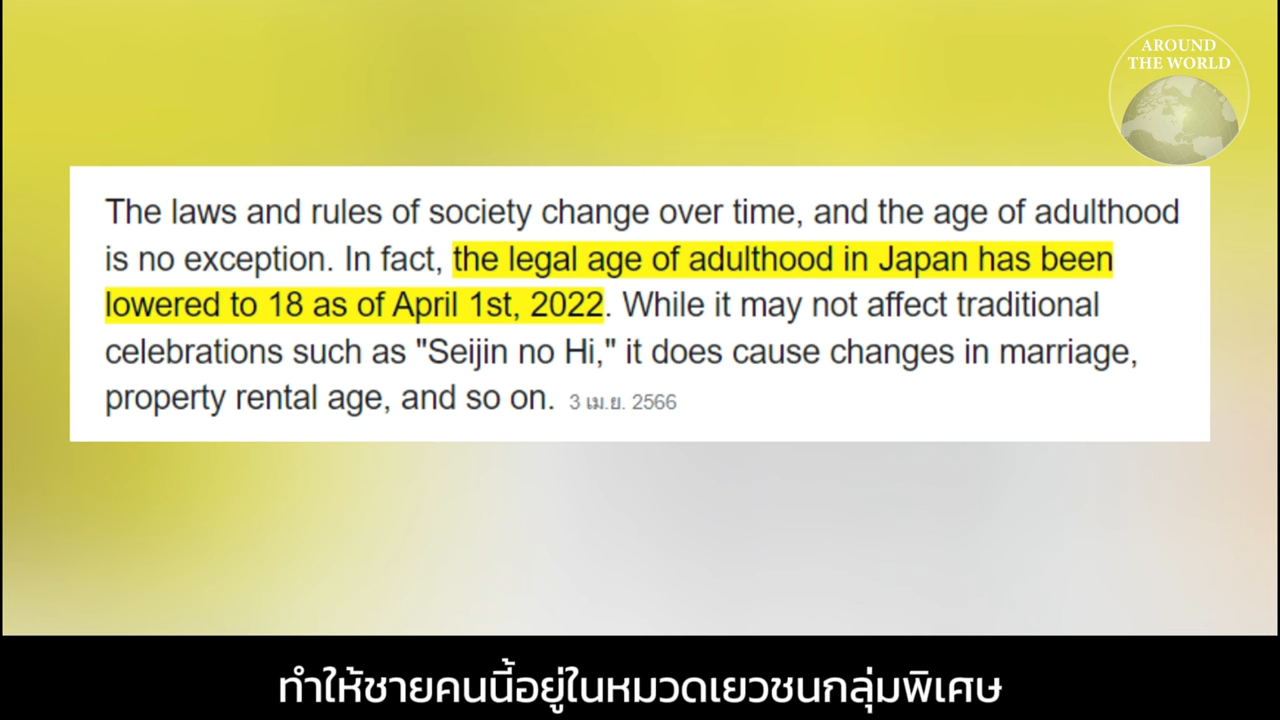 AROUND
THE WORLD
The laws and rules of society change over time, and the age of adulthood
is no exception. In fact, the legal age of adulthood in Japan has been
lowered to 18 as of April 1st, 2022. While it may not affect traditional
celebrations such as "Seijin no Hi," it does cause changes in marriage,
property rental age, and so on. 3 เม.ย. 2566
ทำให้ชายคนนี้อยู่ในหมวดเยวชนกลุ่มพิเศษ